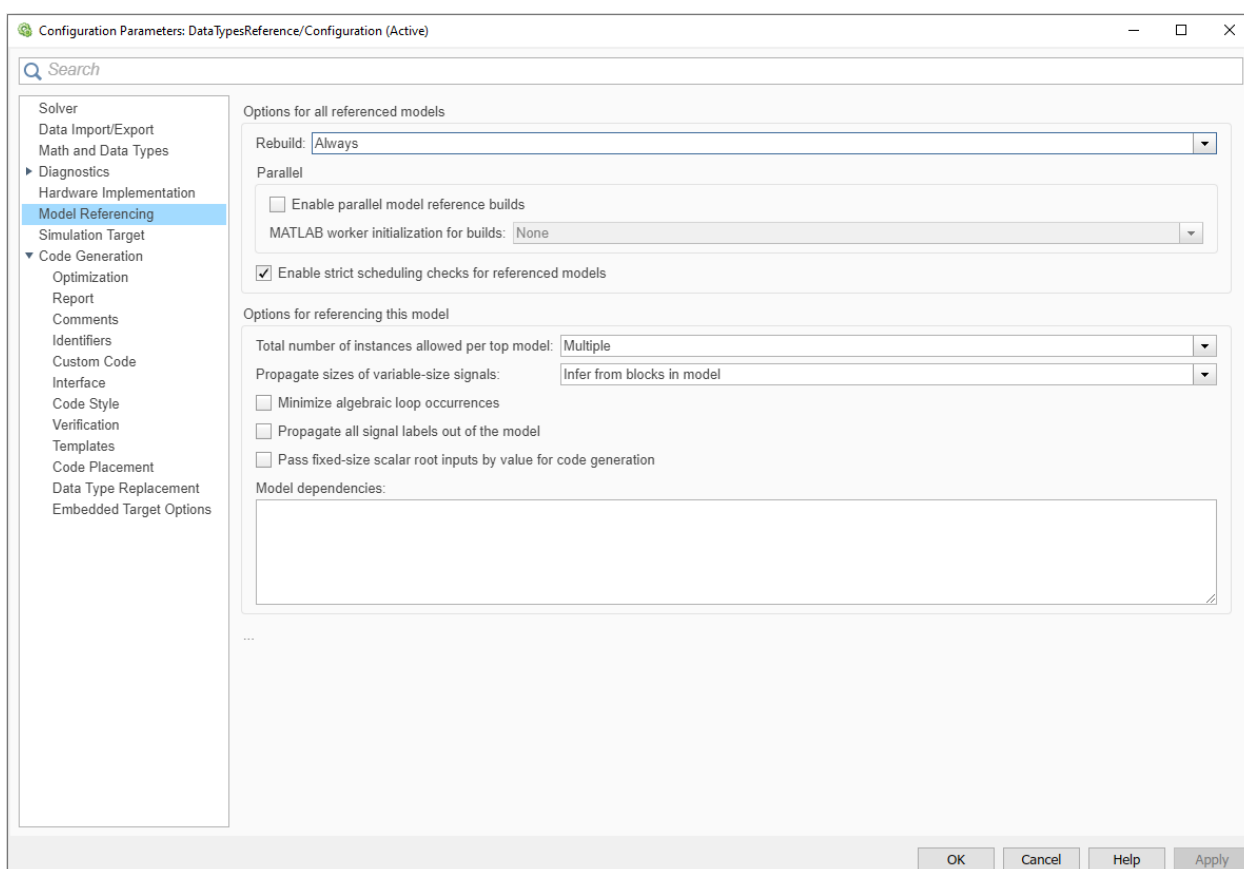 Configuration Parameters: DataTypesReference/Configuration (Active)
Search
Solver
Data Import/Export
Math and Data Types
Diagnostics
Hardware Implementation
Model Referencing
Simulation Target
Code Generation
Optimization
Report
Comments
Identifiers
Custom Code
Interface
Code Style
Verification
Templates
Code Placement
Data Type Replacement
Embedded Target Options
Options for all referenced models
Rebuild: Always
Parallel
Enable parallel model reference builds
MATLAB worker initialization for builds: None
Enable strict scheduling checks for referenced models
Options for referencing this model
Total number of instances allowed per top model: Multiple
Propagate sizes of variable-size signals: Infer from blocks in model
Minimize algebraic loop occurrences
Propagate all signal labels out of the model
Pass fixed-size scalar root inputs by value for code generation
Model dependencies:
...
OK Cancel Help Apply